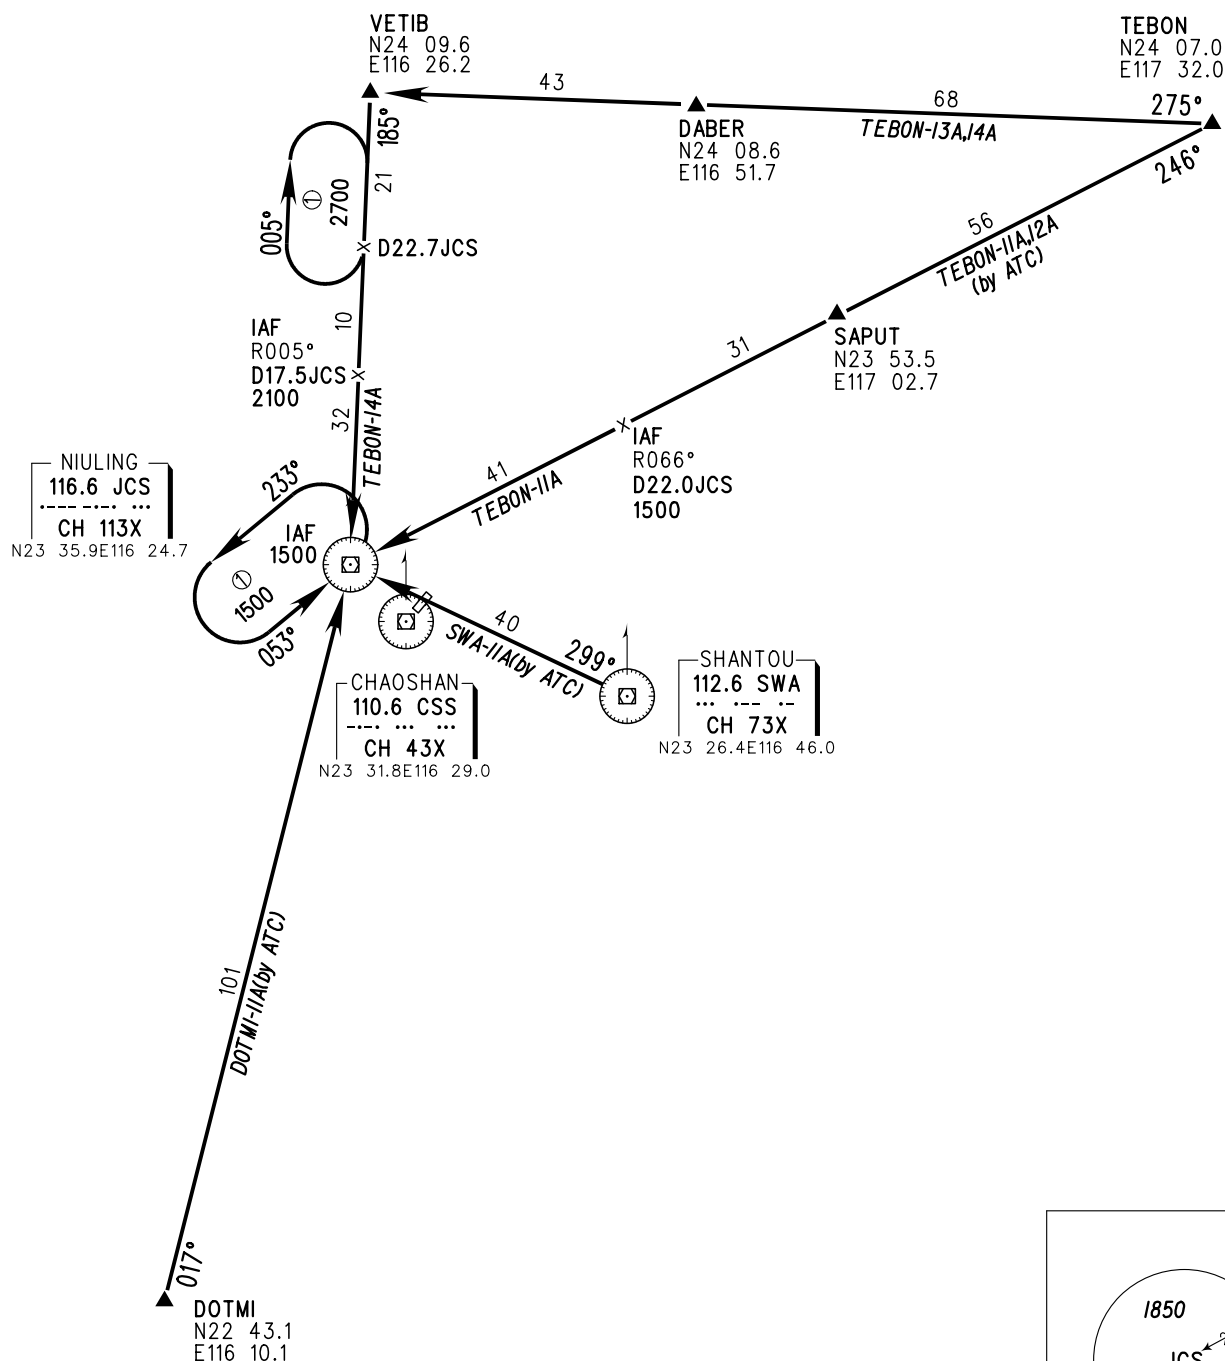 VETIB
N24 09.6
E116 26.2
TEBON
N24 07.0
E117 32.0
43
68
275°
TEBON-13A,14A
DABER
N24 08.6
E116 51.7
246°
185°
21
① 2700
005°
D22.7JCS
56
TEBON-11A,12A
(by ATC)
10
IAF
R005°
D17.5JCS
2100
SAPUT
N23 53.5
E117 02.7
31
32
TEBON-14A
IAF
R066°
D22.0JCS
1500
41
TEBON-11A
NIULING
116.6 JCS
CH 113X
N23 35.9E116 24.7
233°
IAF
1500
① 1500
053°
40
SWA-11A(by ATC)
299°
CHAOSHAN
110.6 CSS
CH 43X
N23 31.8E116 29.0
SHANTOU
112.6 SWA
CH 73X
N23 26.4E116 46.0
101
DOTMI-11A(by ATC)
017°
DOTMI
N22 43.1
E116 10.1
1850
JCS